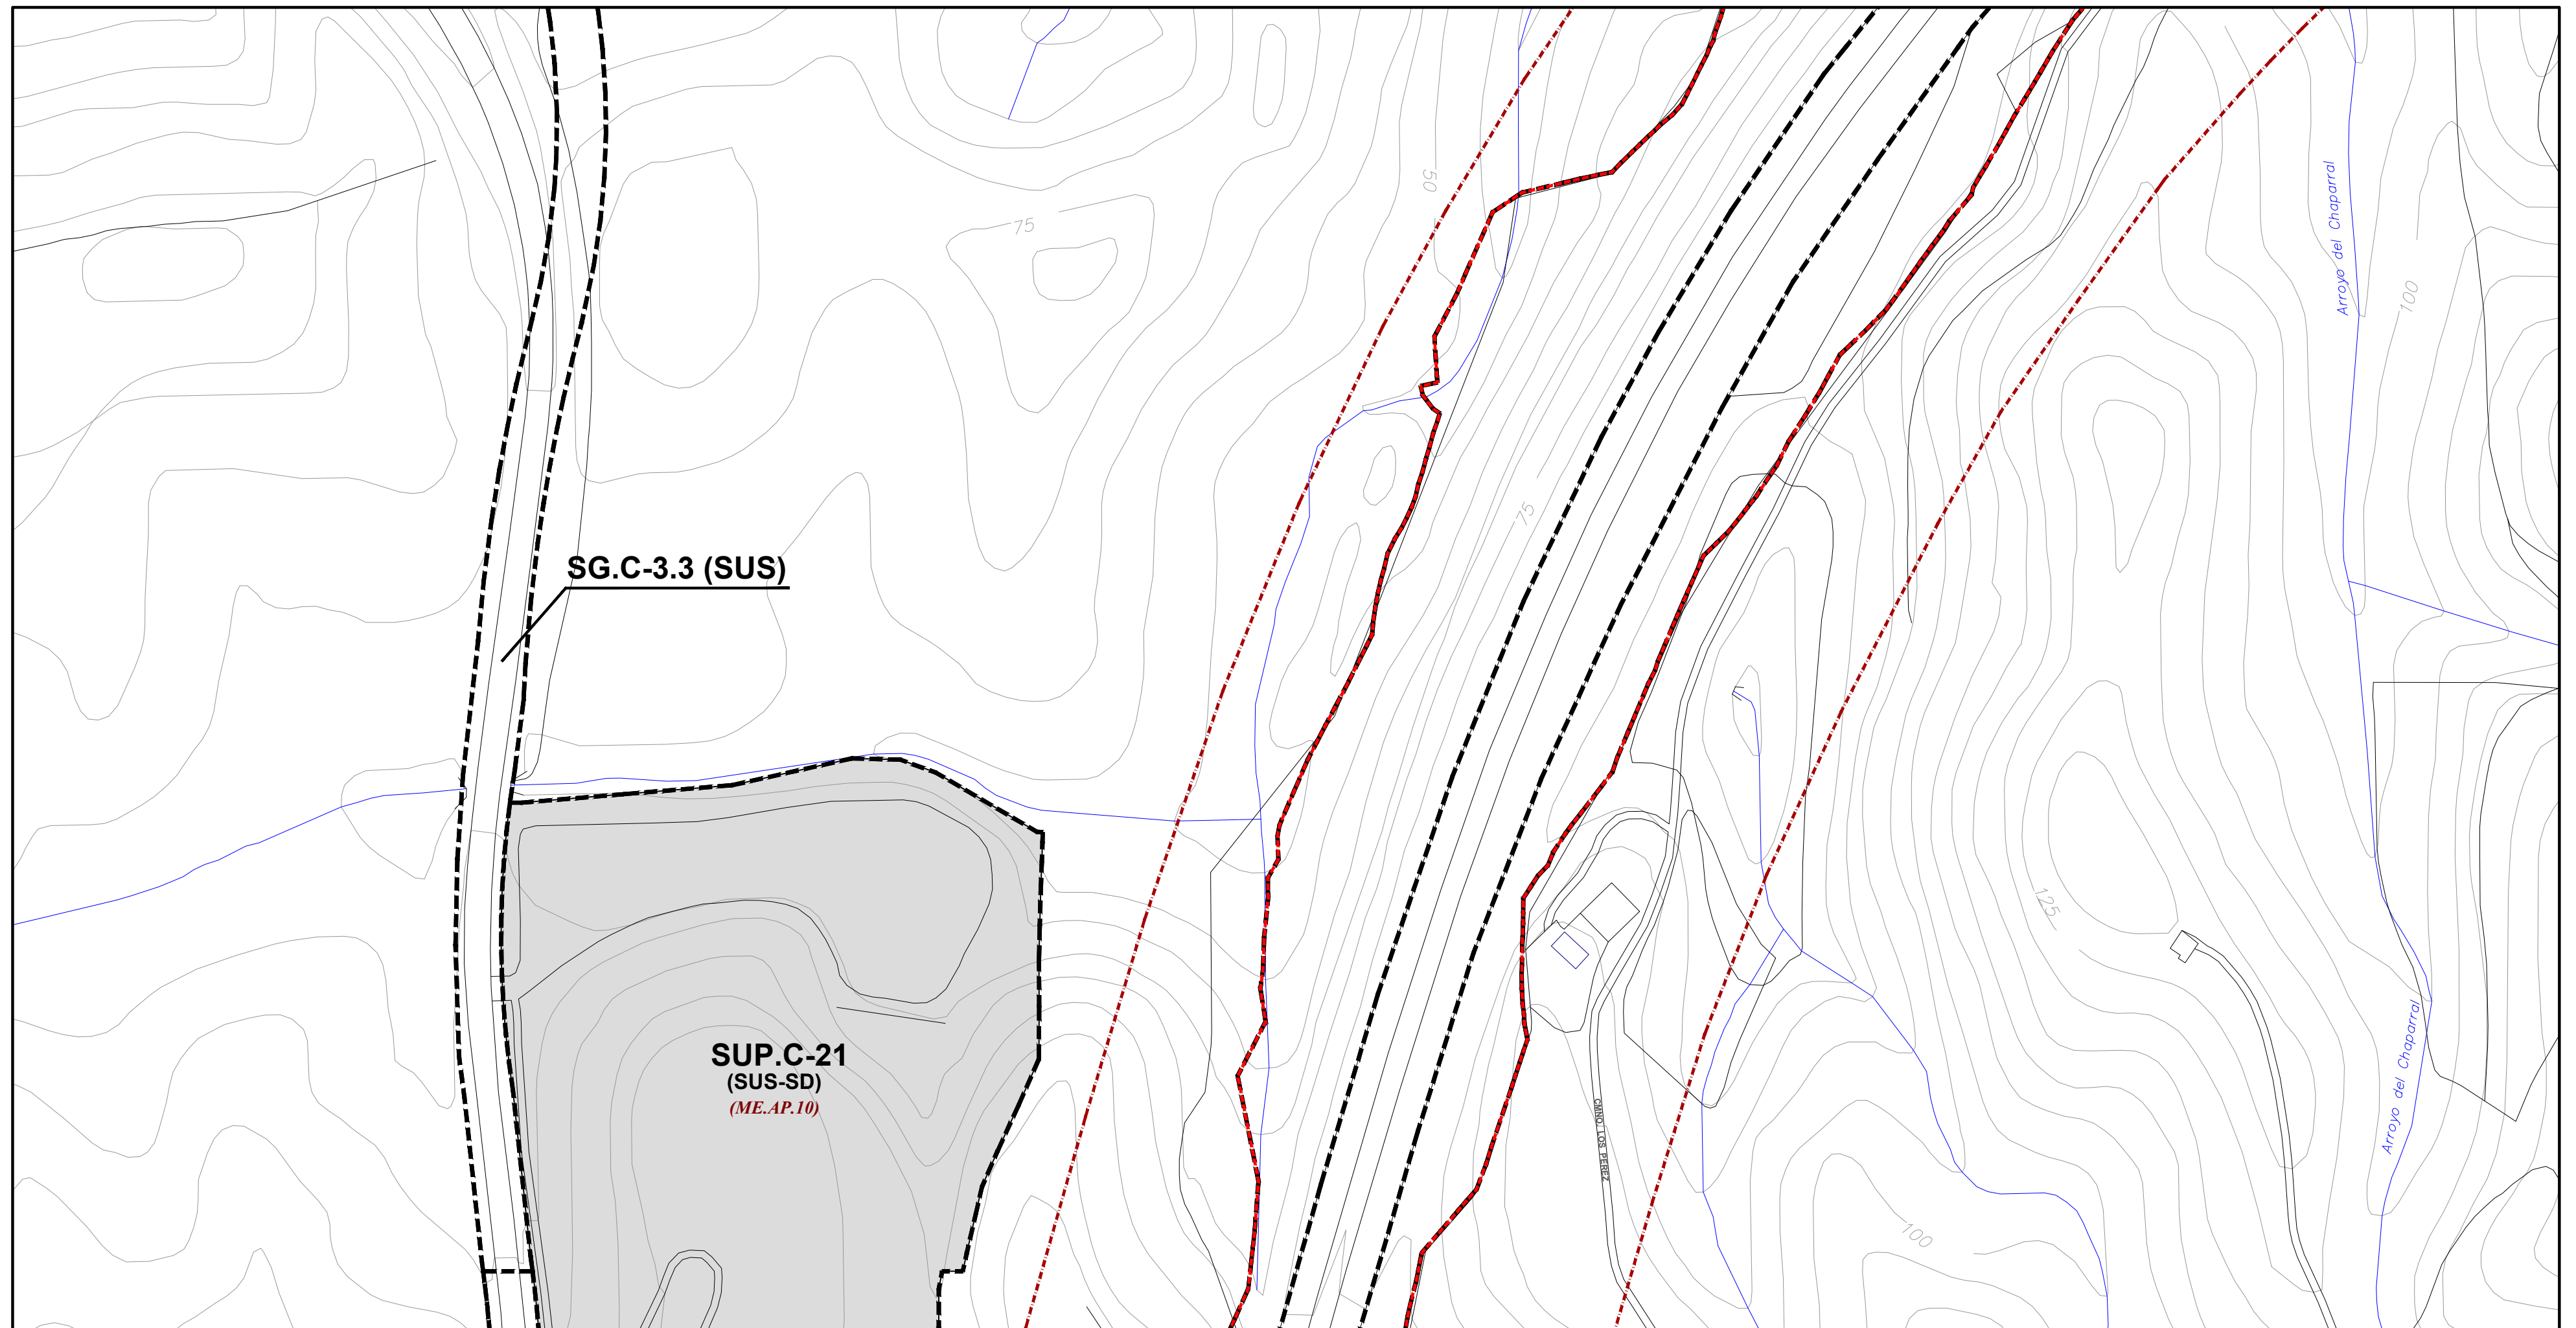 50
75
Arroyo del Chaparral
100
75
SG.C-3.3 (SUS)
125
SUP.C-21
(SUS-SD)
(ME.AP.10)
Arroyo del Chaparral
CMNO. LOS PEREZ
100